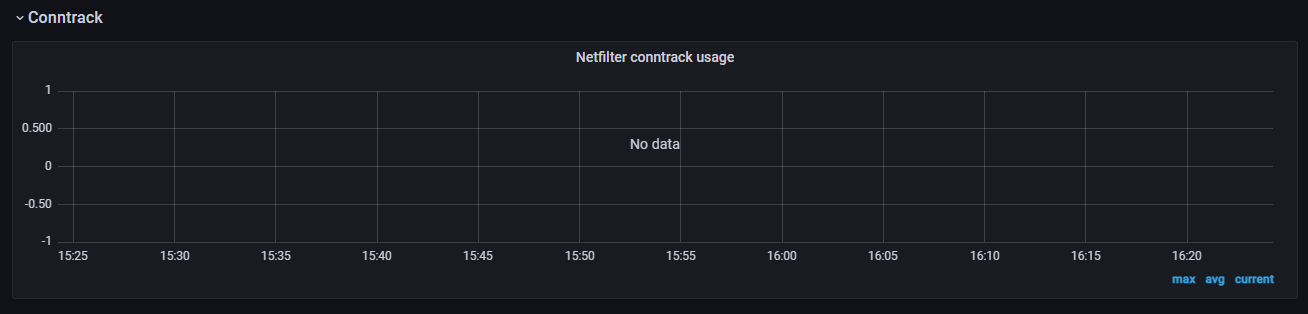 Conntrack
Netfilter conntrack usage
1
0.500
0
-0.50
-1
No data
15:25 15:30 15:35 15:40 15:45 15:50 15:55 16:00 16:05 16:10 16:15 16:20
max avg current